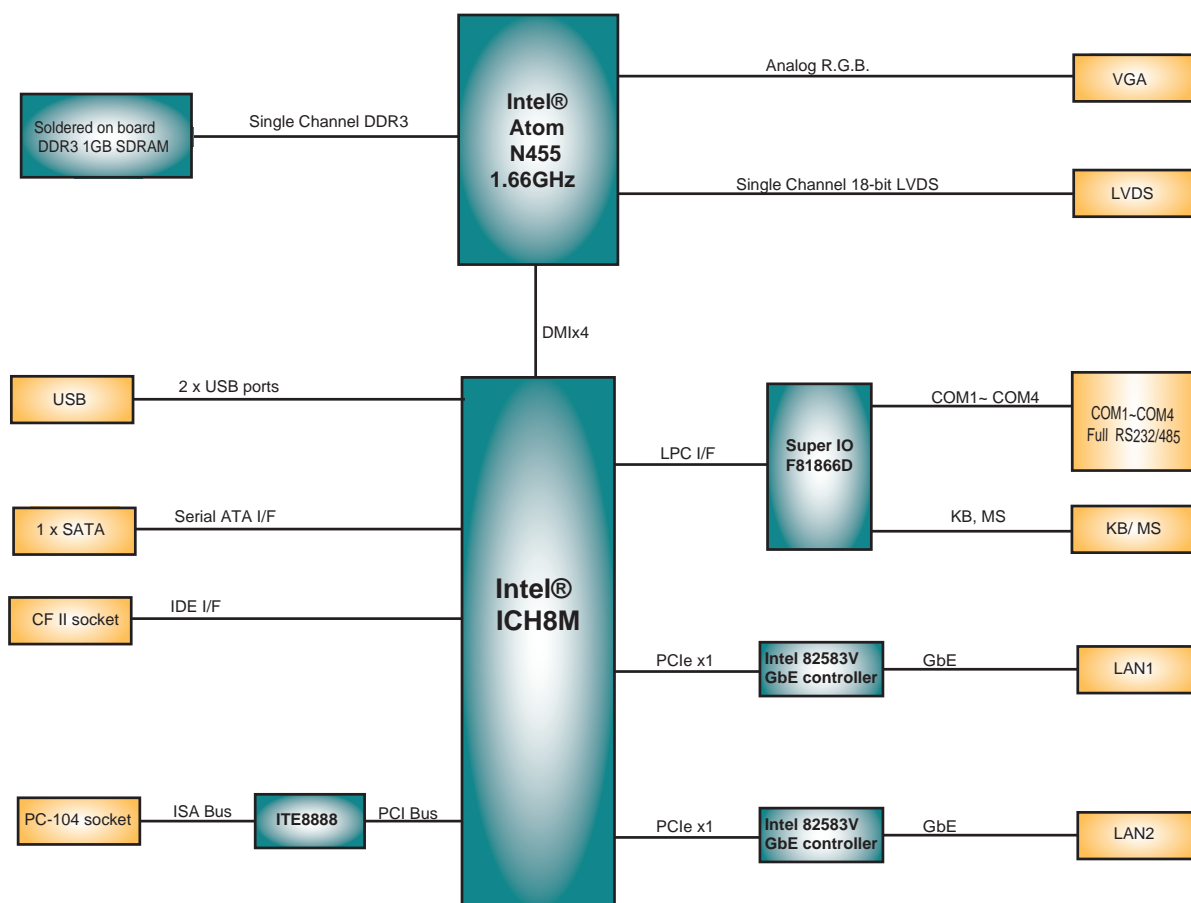 Analog R.G.B.
VGA
Intel®
Atom
N455
1.66GHz
Single Channel DDR3
Soldered on board
DDR3 1GB SDRAM
Single Channel 18-bit LVDS
LVDS
DMIx4
USB
2 x USB ports
COM1~ COM4
COM1~COM4
Full RS232/485
Super IO
F81866D
LPC I/F
1 x SATA
Serial ATA I/F
KB, MS
KB/ MS
Intel®
ICH8M
CF II socket
IDE I/F
PCIe x1
Intel 82583V
GbE controller
GbE
LAN1
PC-104 socket
ISA Bus
ITE8888
PCI Bus
PCIe x1
Intel 82583V
GbE controller
GbE
LAN2